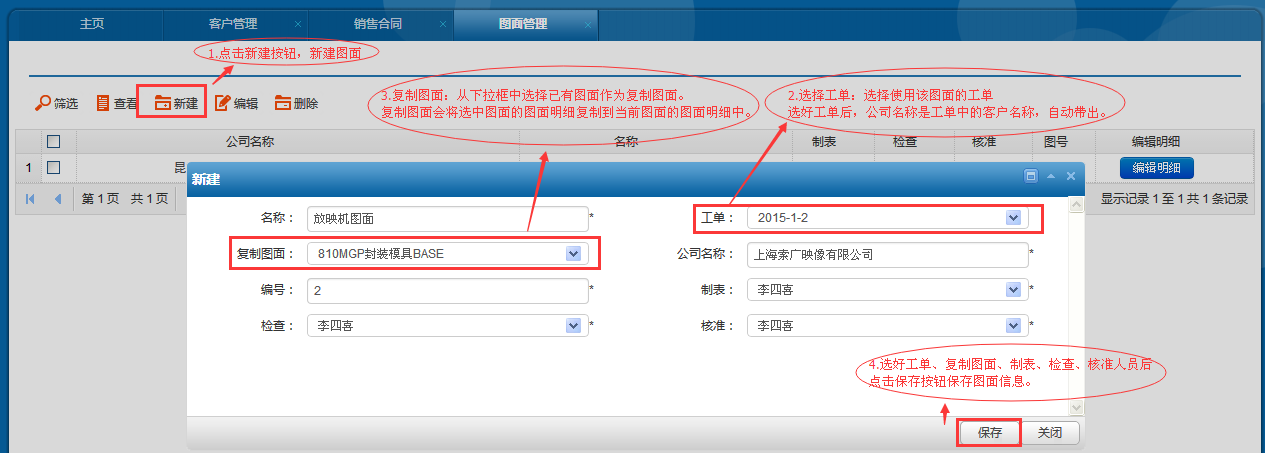 主页 客户管理 × 销售合同 × 图面管理 ×
1.点击新建按钮，新建图面
筛选 查看 新建 编辑 删除
3.复制图面：从下拉框中选择已有图面作为复制图面。
复制图面会将选中图面的图面明细复制到当前图面的图面明细中。
2.选择工单：选择使用该图面的工单
选好工单后，公司名称是工单中的客户名称，自动带出。
公司名称 名称 制表 检查 核准 图号 编辑明细
1 昆 编辑明细
第 1 页 共 1 页 显示记录 1 至 1 共 1 条记录
新建
名称： 放映机图面 * 工单： 2015-1-2
复制图面： 810MGP封装模具BASE 公司名称： 上海索广映像有限公司 *
编号： 2 * 制表： 李四喜 *
检查： 李四喜 * 核准： 李四喜 *
4.选好工单、复制图面、制表、检查、核准人员后
点击保存按钮保存图面信息。
保存 关闭